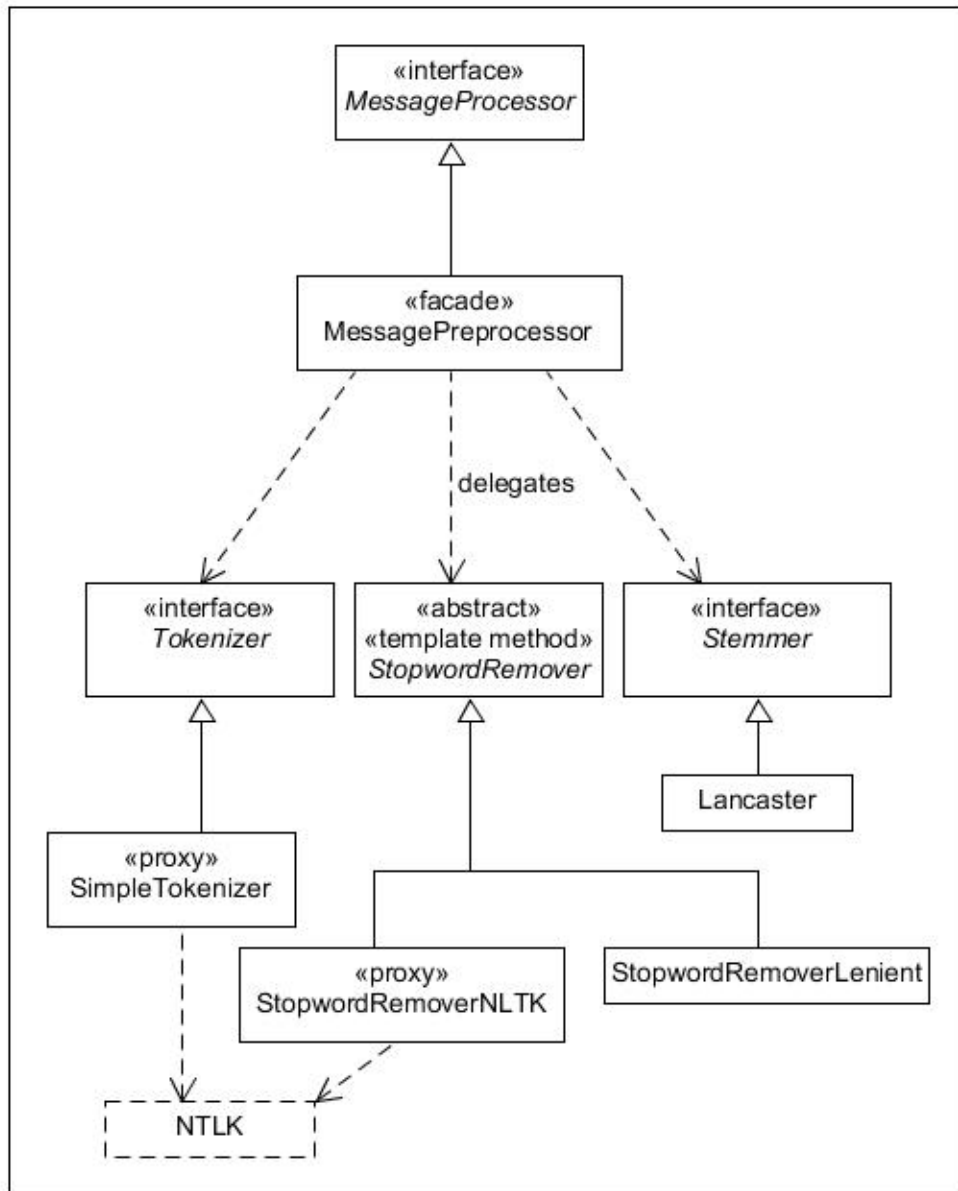 «interface»
MessageProcessor
«facade»
MessagePreprocessor
delegates
«interface»
Tokenizer
«abstract»
«template method»
StopwordRemover
«interface»
Stemmer
Lancaster
«proxy»
SimpleTokenizer
«proxy»
StopwordRemoverNLTK
StopwordRemoverLenient
NTLK